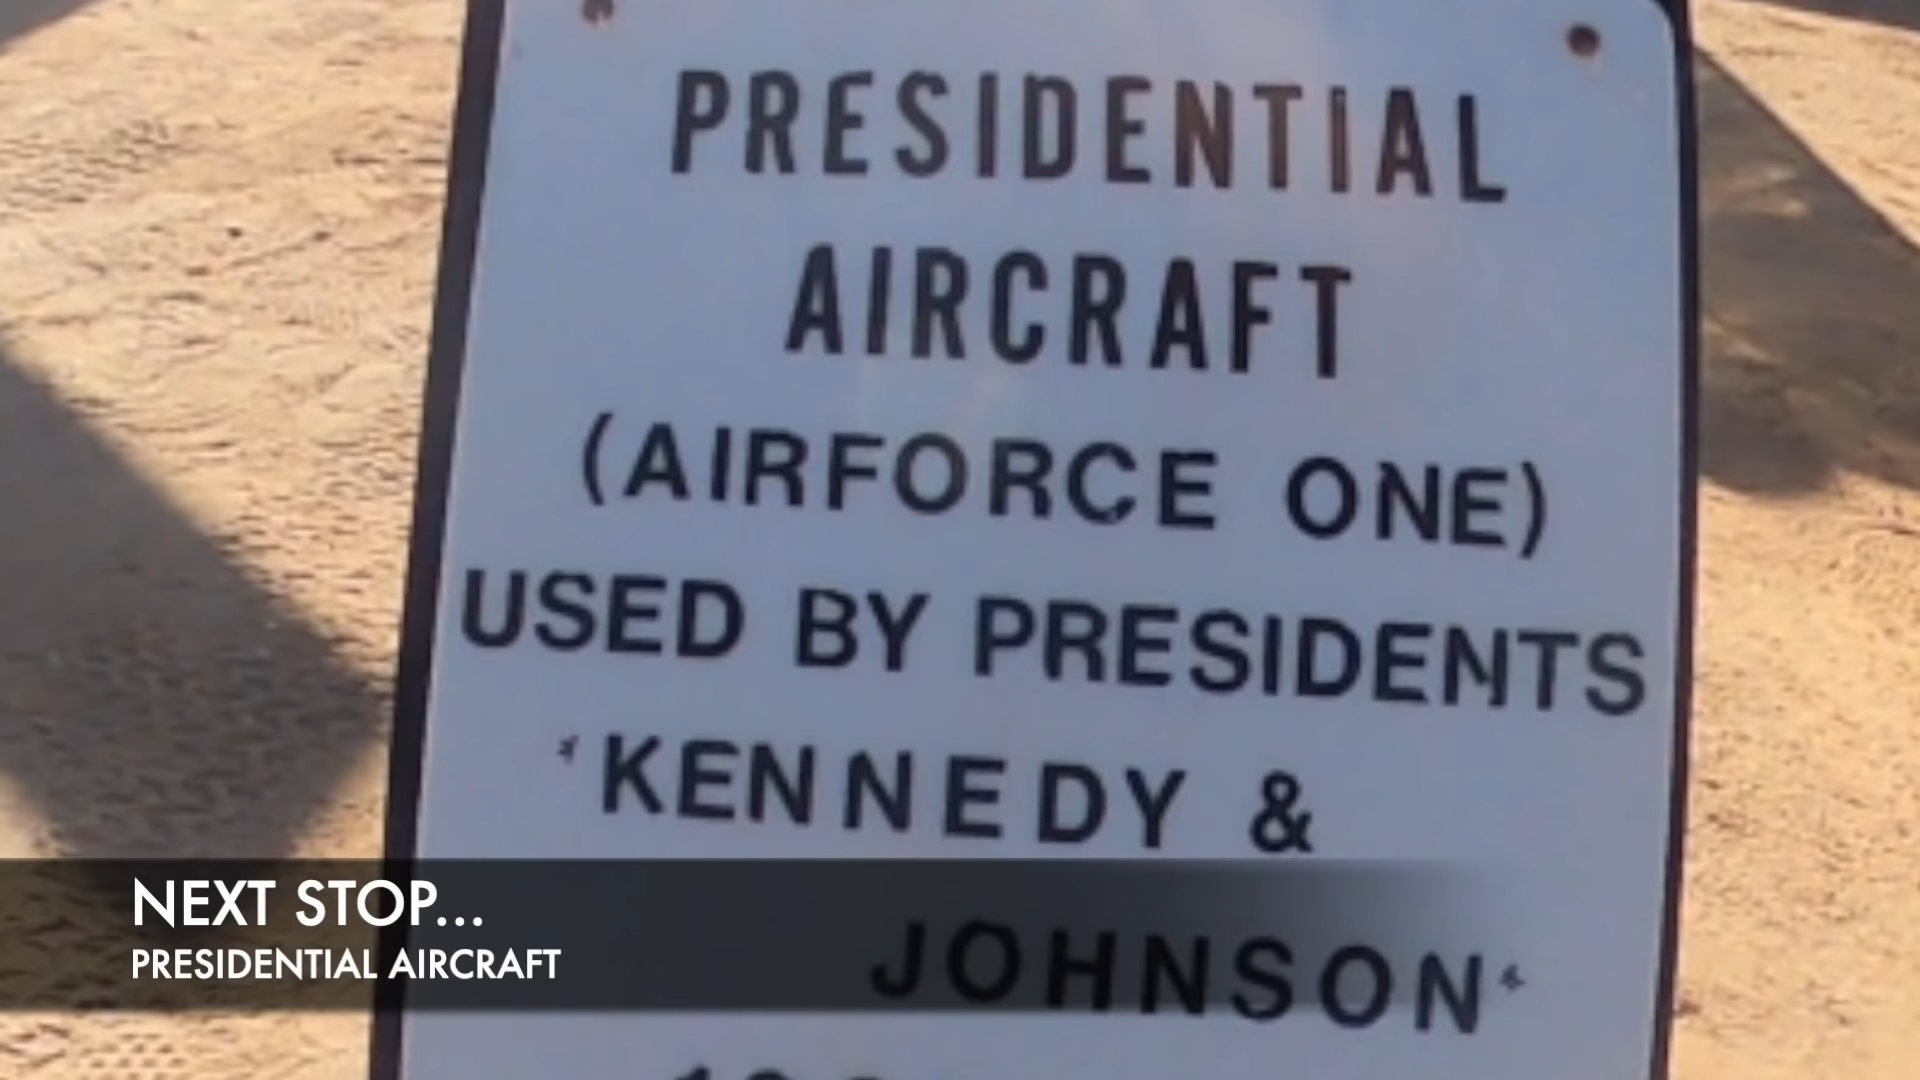 PRESIDENTIAL
AIRCRAFT
(AIRFORCE ONE)
USED BY PRESIDENTS
*KENNEDY &
JOHNSON*
NEXT STOP...
PRESIDENTIAL AIRCRAFT